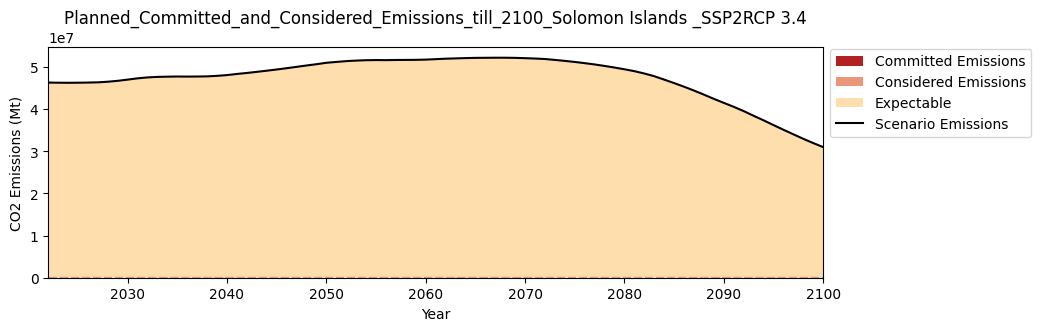 Planned_Committed_and_Considered_Emissions_till_2100_Solomon Islands _SSP2RCP 3.4
1e7
5
4
3
2
1
0
CO2 Emissions (Mt)
2030 2040 2050 2060 2070 2080 2090 2100
Year
Committed Emissions
Considered Emissions
Expectable
Scenario Emissions